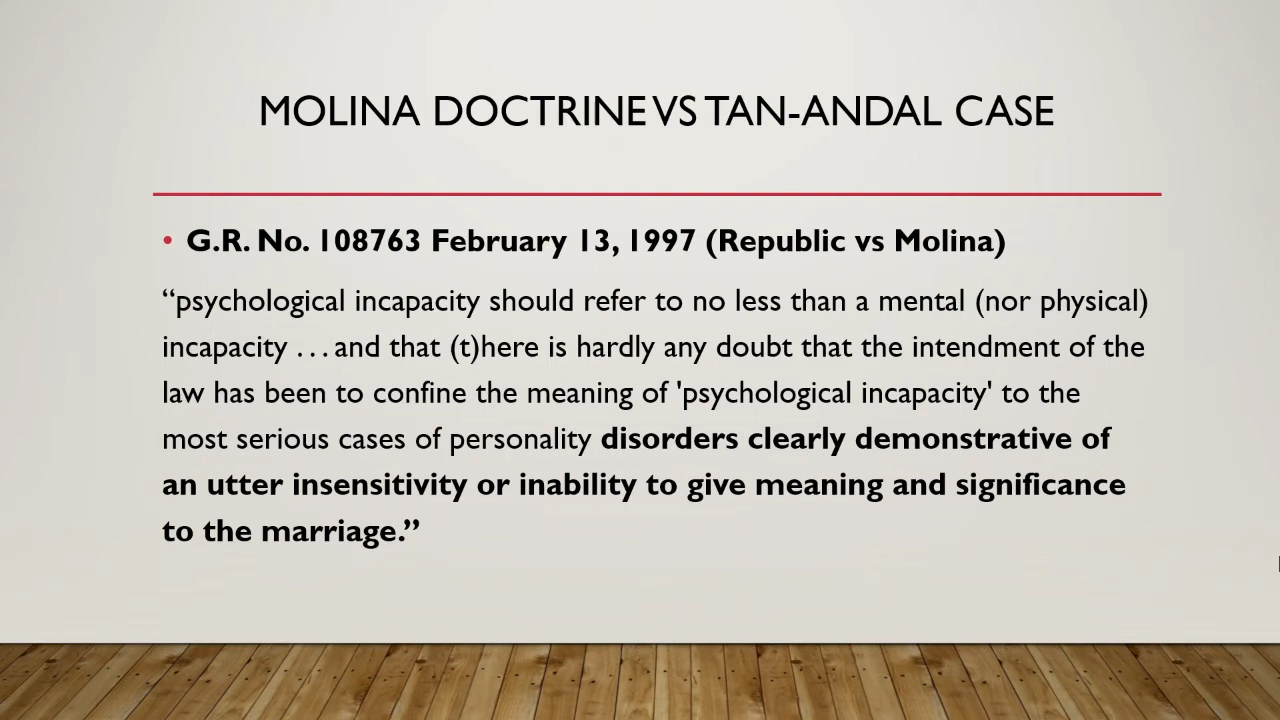 MOLINA DOCTRINE VS TAN-ANDAL CASE
• G.R. No. 108763 February 13, 1997 (Republic vs Molina)
“psychological incapacity should refer to no less than a mental (nor physical)
incapacity . . . and that (t)here is hardly any doubt that the intendment of the
law has been to confine the meaning of 'psychological incapacity' to the
most serious cases of personality disorders clearly demonstrative of
an utter insensitivity or inability to give meaning and significance
to the marriage.”